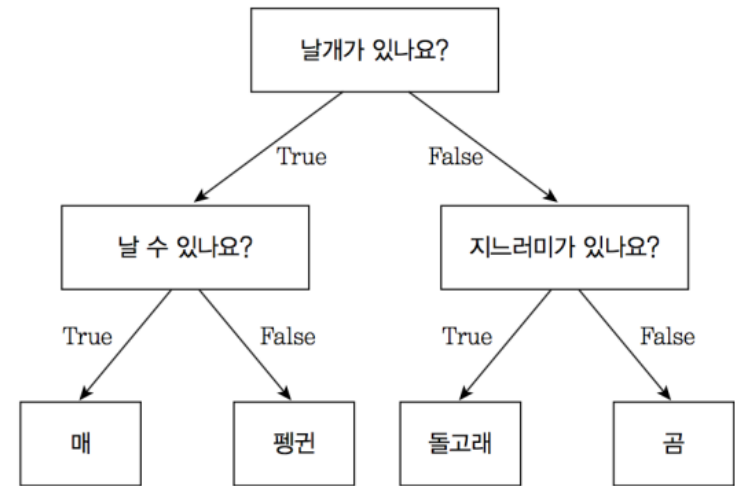 날개가 있나요?
True
False
날 수 있나요?
지느러미가 있나요?
True
False
True
False
매
펭귄
돌고래
곰